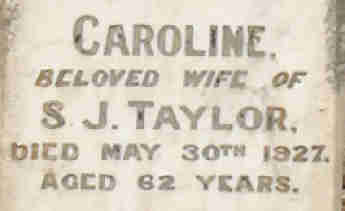 CAROLINE.
BELOVED WIFE OF
S. J. TAYLOR.
DIED MAY 30TH 1927.
AGED 62 YEARS.